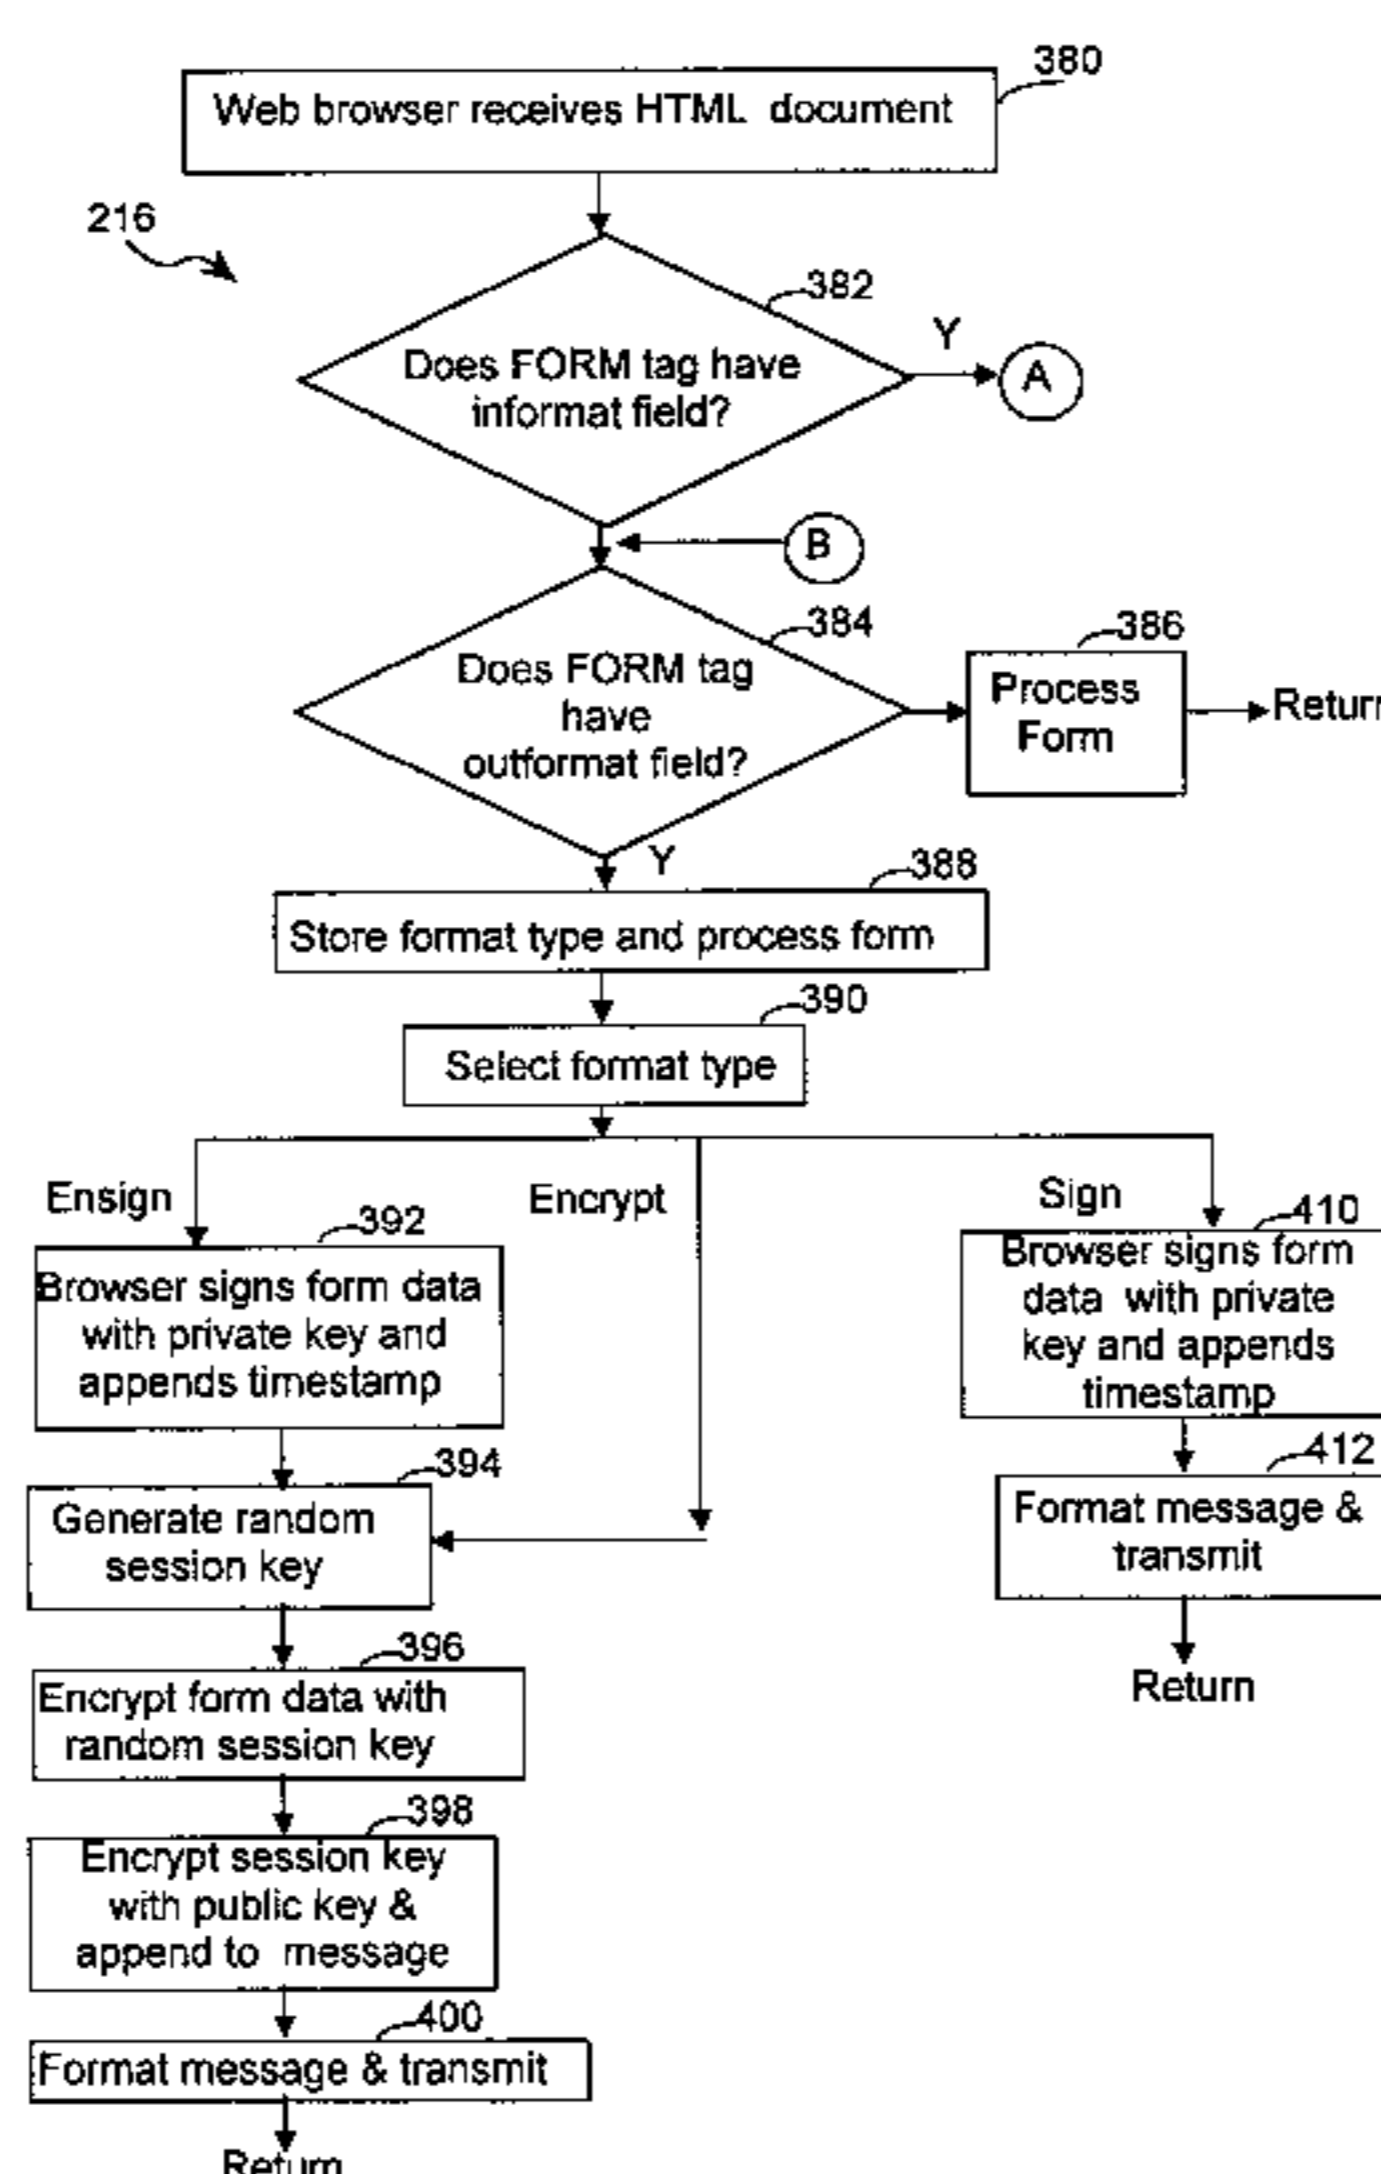 380
Web browser receives HTML document
216
382
Y
Does FORM tag have
informat field?
A
B
384
386
Does FORM tag
have
outformat field?
Process
Form
Return
Y
388
Store format type and process form
390
Select format type
Ensign
Encrypt
Sign
392
410
Browser signs form data
with private key and
appends timestamp
Browser signs form
data with private
key and appends
timestamp
394
412
Generate random
session key
Format message &
transmit
396
Return
Encrypt form data with
random session key
398
Encrypt session key
with public key &
append to message
400
Format message & transmit
Return